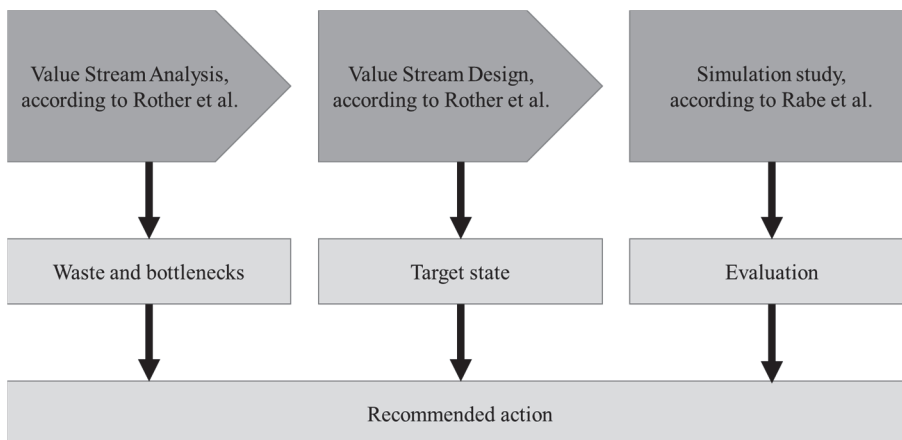 Value Stream Analysis,
according to Rother et al.
Value Stream Design,
according to Rother et al.
Simulation study,
according to Rabe et al.
Waste and bottlenecks
Target state
Evaluation
Recommended action